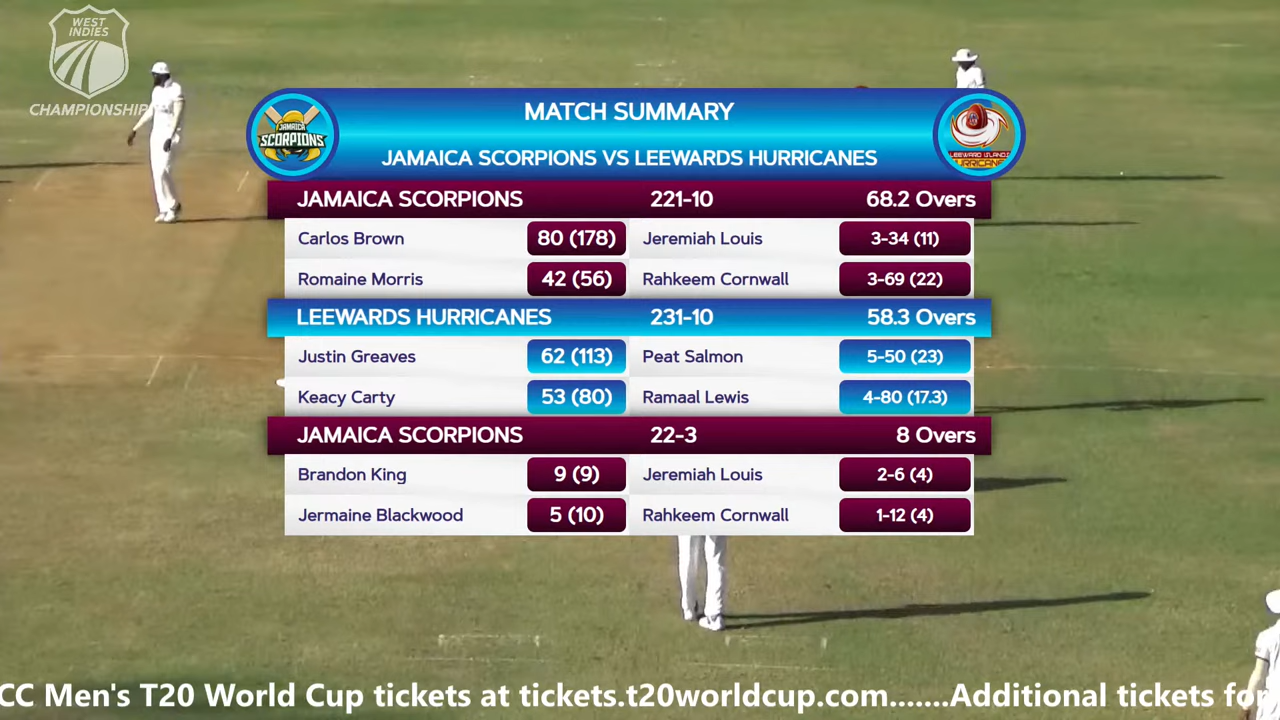 WEST
INDIES
CHAMPIONSHIP
MATCH SUMMARY
JAMAICA SCORPIONS VS LEEWARDS HURRICANES
JAMAICA
SCORPIONS
LEEWARD ISLANDS
HURRICANES
JAMAICA SCORPIONS 221-10 68.2 Overs
Carlos Brown 80 (178) Jeremiah Louis 3-34 (11)
Romaine Morris 42 (56) Rahkeem Cornwall 3-69 (22)
LEEWARDS HURRICANES 231-10 58.3 Overs
Justin Greaves 62 (113) Peat Salmon 5-50 (23)
Keacy Carty 53 (80) Ramaal Lewis 4-80 (17.3)
JAMAICA SCORPIONS 22-3 8 Overs
Brandon King 9 (9) Jeremiah Louis 2-6 (4)
Jermaine Blackwood 5 (10) Rahkeem Cornwall 1-12 (4)
CC Men's T20 World Cup tickets at tickets.t20worldcup.com.......Additional tickets for